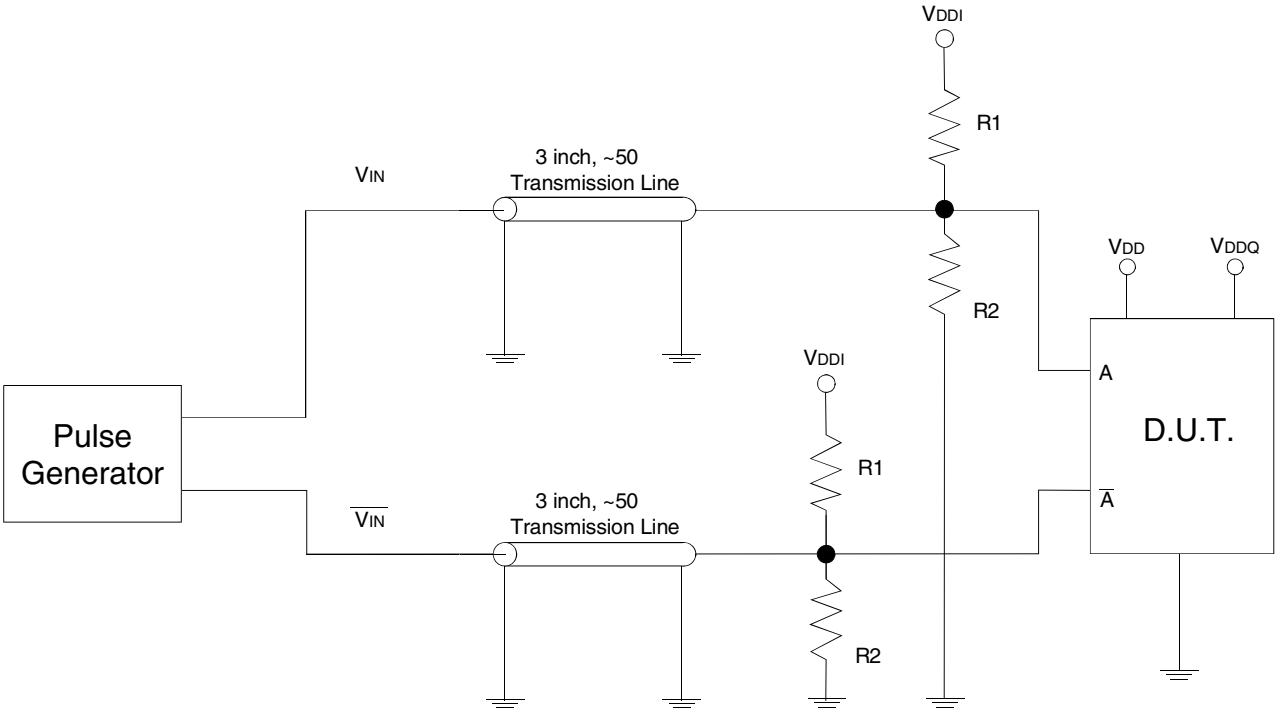 VDDI
R1
3 inch, ~50
Transmission Line
VIN
VDD
VDDQ
R2
VDDI
A
Pulse
Generator
D.U.T.
R1
A̅
3 inch, ~50
Transmission Line
V̅I̅N̅
R2